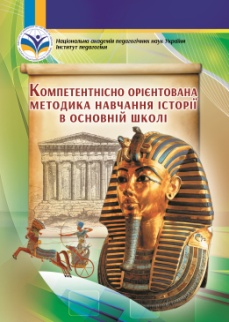 Національна академія педагогічних наук України
Інститут педагогіки
КОМПЕТЕНТНІСНО ОРІЄНТОВАНА
МЕТОДИКА НАВЧАННЯ ІСТОРІЇ
В ОСНОВНІЙ ШКОЛІ